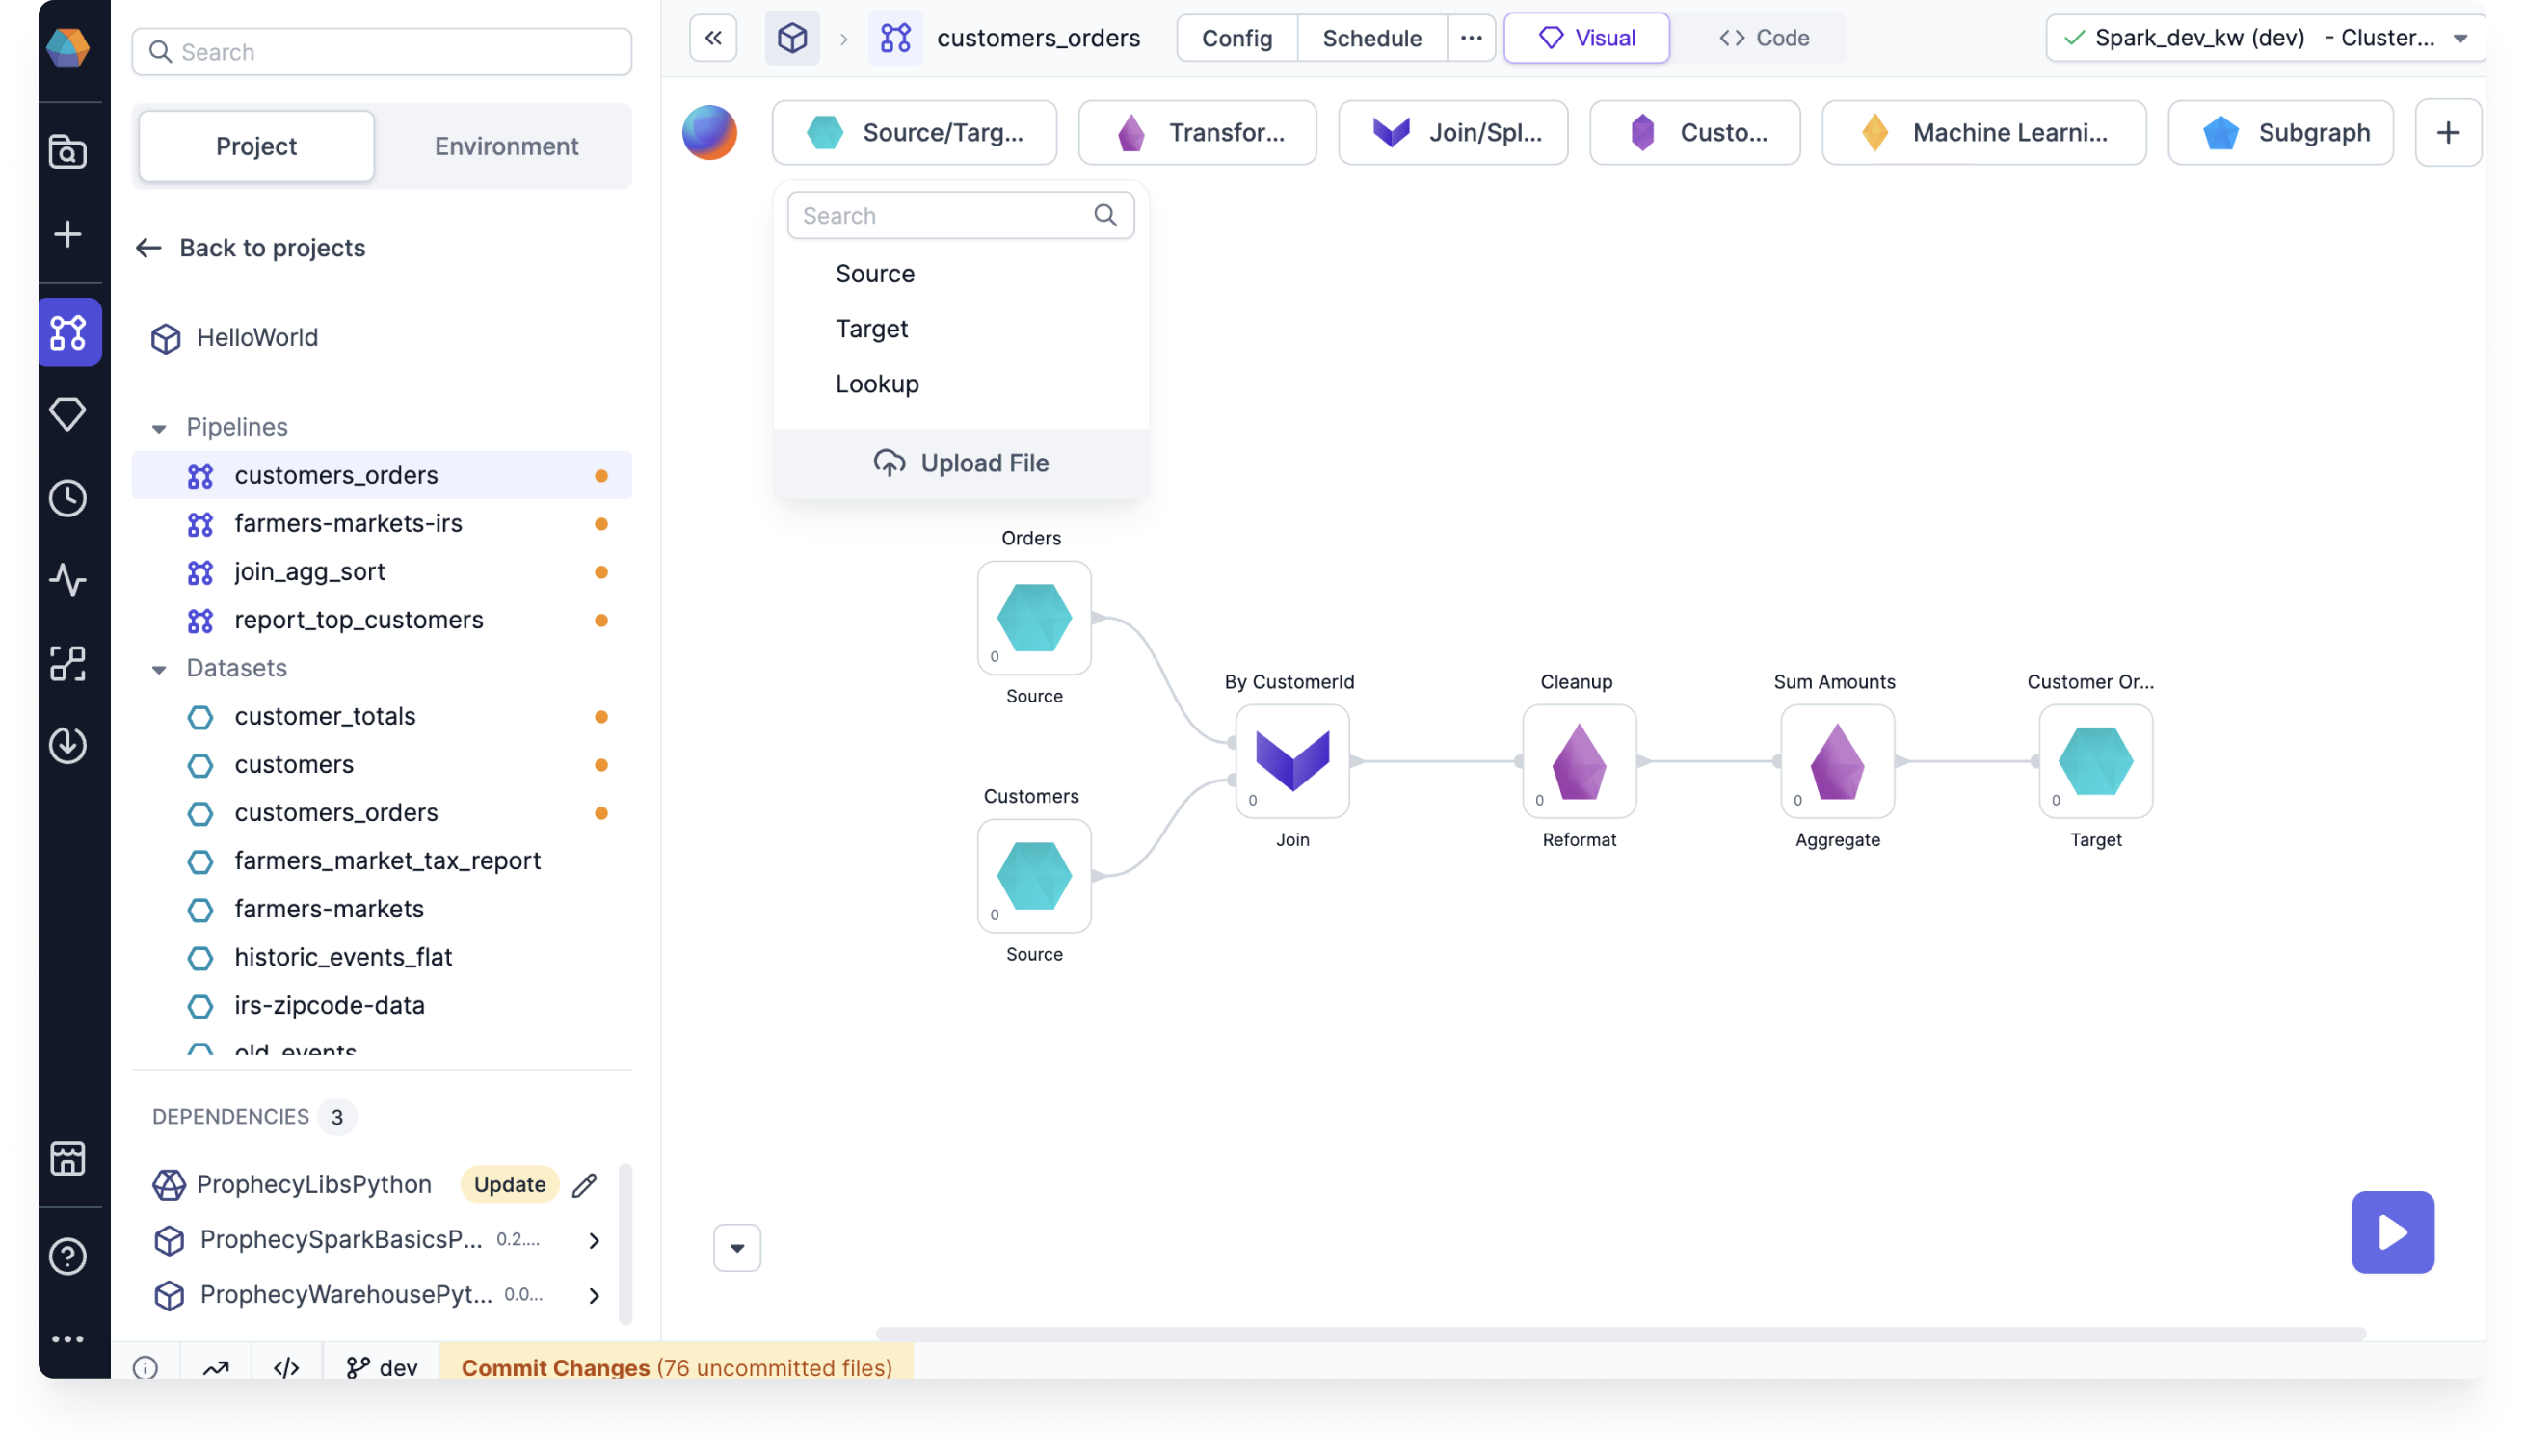 Search
Project
Environment
Back to projects
HelloWorld
Pipelines
customers_orders
farmers-markets-irs
join_agg_sort
report_top_customers
Datasets
customer_totals
customers
customers_orders
farmers_market_tax_report
farmers-markets
historic_events_flat
irs-zipcode-data
old_events
DEPENDENCIES 3
ProphecyLibsPython Update
ProphecySparkBasicsP... 0.2....
ProphecyWarehousePyt... 0.0...
dev
Commit Changes (76 uncommitted files)
customers_orders
Config
Schedule
Visual
Code
Spark_dev_kw (dev) - Cluster...
Source/Targ...
Transfor...
Join/Spl...
Custo...
Machine Learni...
Subgraph
Search
Source
Target
Lookup
Upload File
Orders
0
Source
Customers
0
Source
By CustomerId
0
Join
Cleanup
0
Reformat
Sum Amounts
0
Aggregate
Customer Or...
0
Target